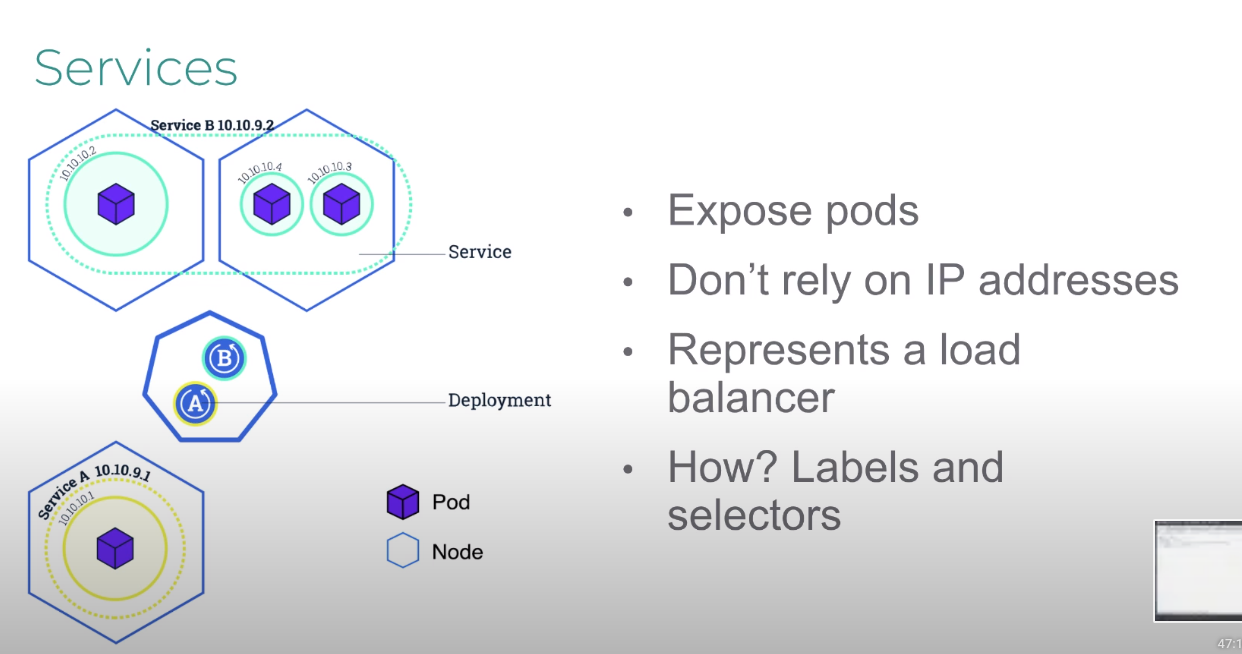 Services
Service B 10.10.9.2
10.10.10.2
10.10.10.4
10.10.10.3
Service
B
A
Deployment
Service A 10.10.9.1
10.10.10.1
Pod
Node
• Expose pods
• Don’t rely on IP addresses
• Represents a load
balancer
• How? Labels and
selectors